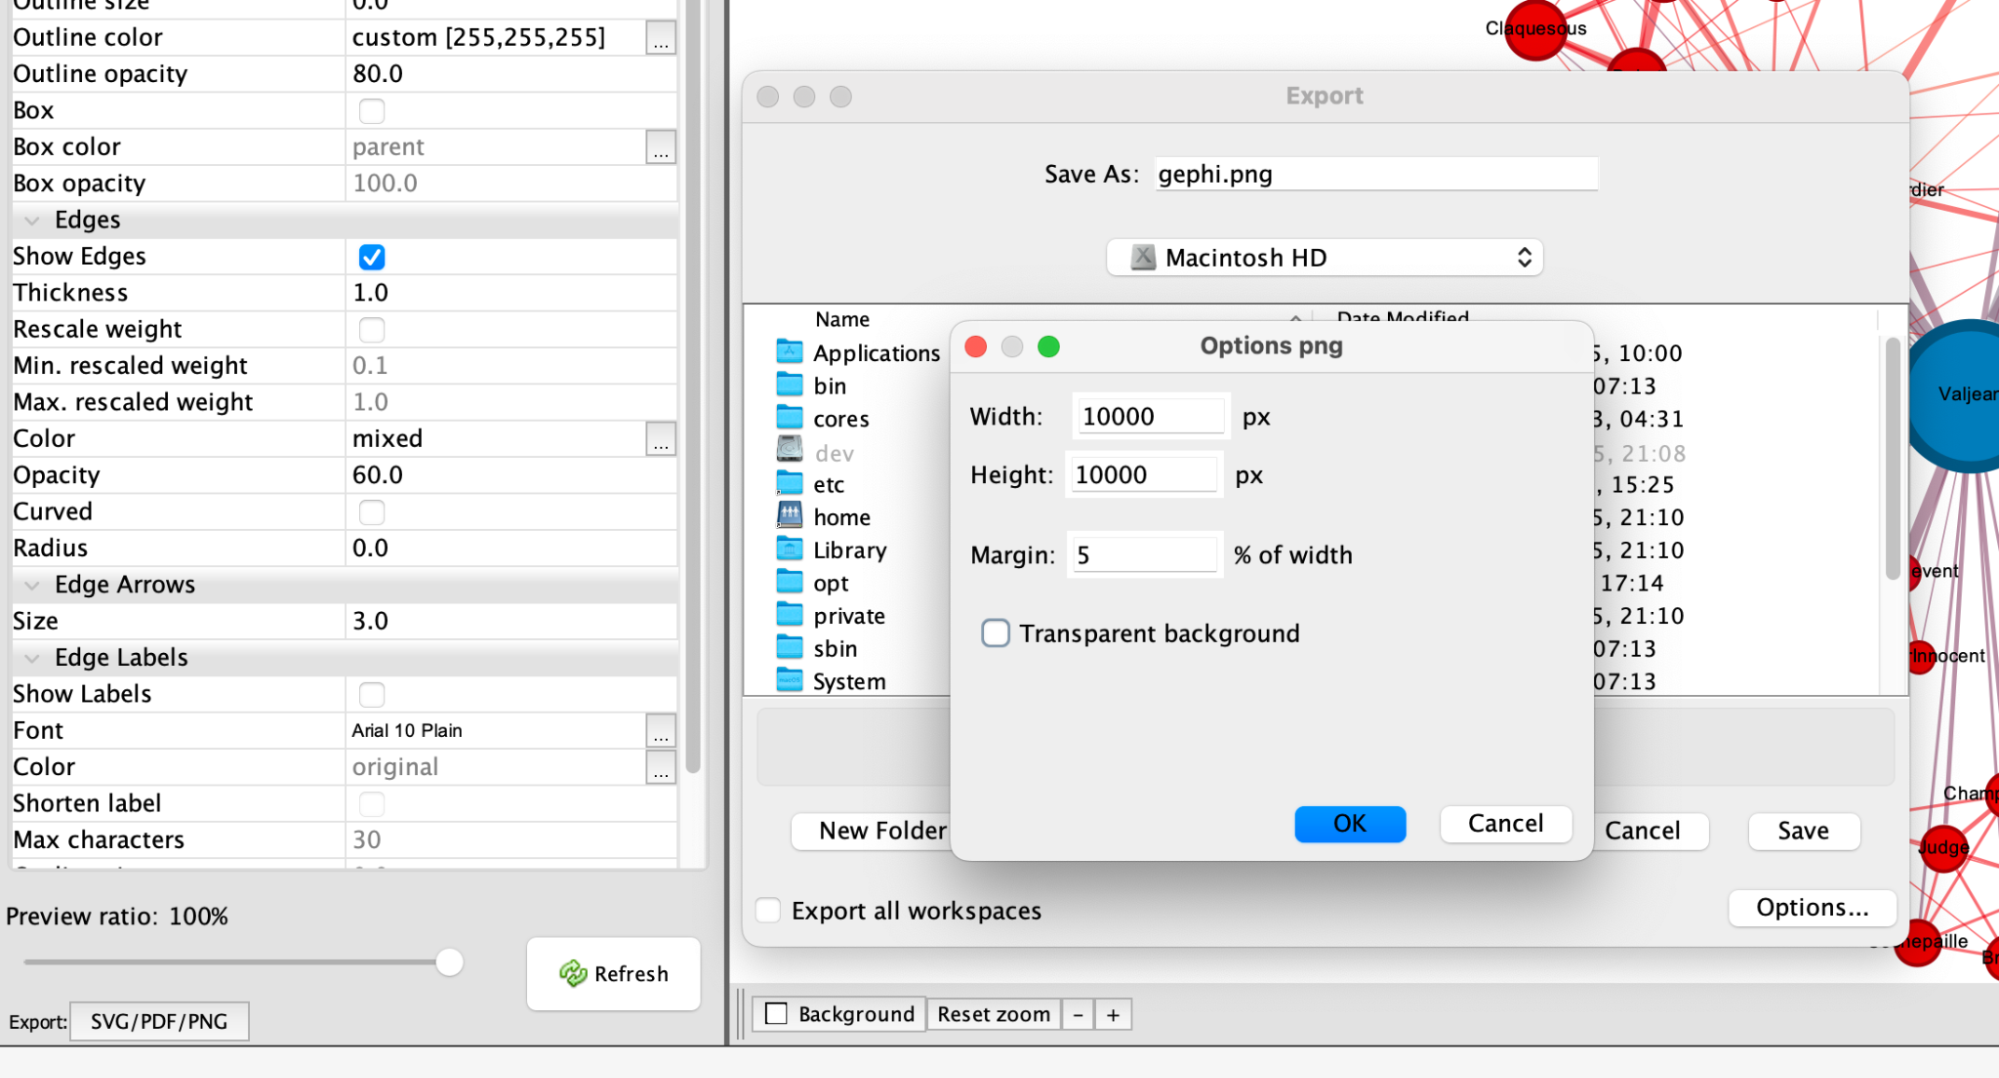 Outline size 0.0
Outline color custom [255,255,255] ...
Outline opacity 80.0
Box
Box color parent ...
Box opacity 100.0
Edges
Show Edges
Thickness 1.0
Rescale weight
Min. rescaled weight 0.1
Max. rescaled weight 1.0
Color mixed ...
Opacity 60.0
Curved
Radius 0.0
Edge Arrows
Size 3.0
Edge Labels
Show Labels
Font Arial 10 Plain ...
Color original ...
Shorten label
Max characters 30
Preview ratio: 100%
Refresh
Export: SVG/PDF/PNG
Claquesous
Export
Save As: gephi.png
Macintosh HD
Name Date Modified
Applications 5, 10:00
bin 07:13
cores 3, 04:31
dev 5, 21:08
etc , 15:25
home 5, 21:10
Library 5, 21:10
opt 17:14
private 5, 21:10
sbin 07:13
System 07:13
Options png
Width: 10000 px
Height: 10000 px
Margin: 5 % of width
Transparent background
OK Cancel
New Folder Cancel Save
Export all workspaces
Options...
rdier
Valjean
event
Innocent
Champ
Judge
hepaille
Br
Background Reset zoom - +